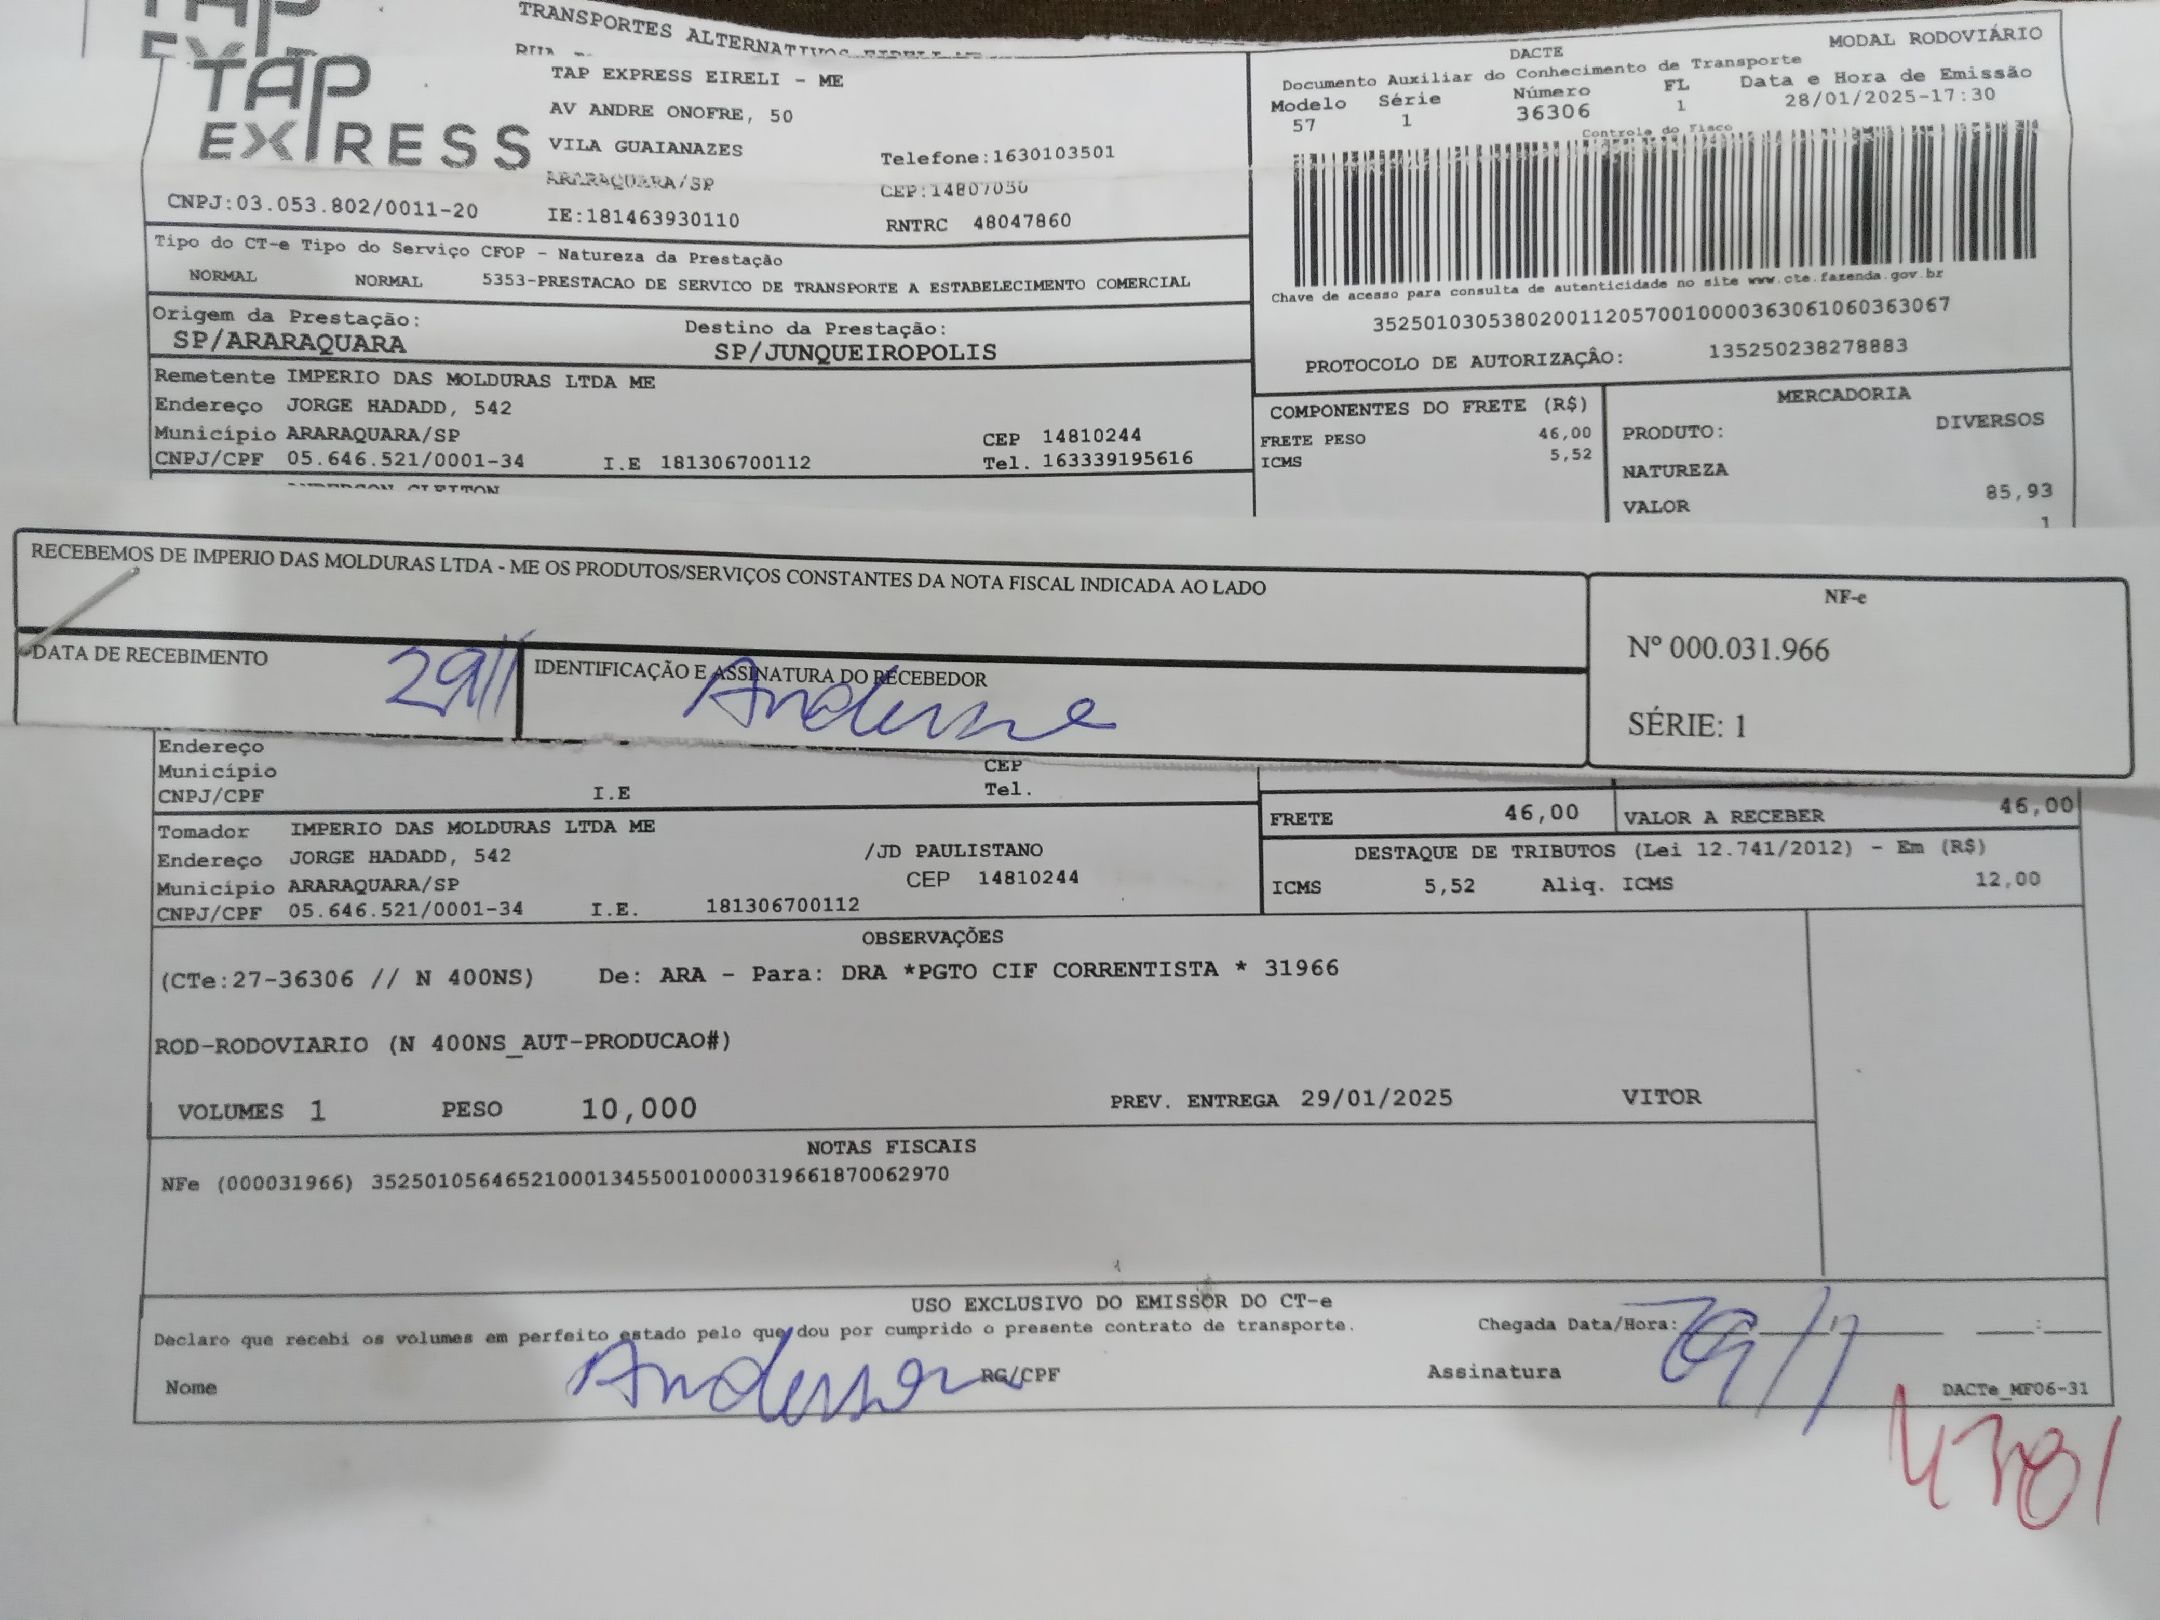 TAP
TRANSPORTES ALTERNATIVOS EIRELI ME
TAP EXPRESS
TAP EXPRESS EIRELI - ME
AV ANDRE ONOFRE, 50
VILA GUAIANAZES Telefone:1630103501
ARARAQUARA/SP CEP:14807050
CNPJ:03.053.802/0011-20 IE:181463930110 RNTRC 48047860
MODAL RODOVIÁRIO
DACTE
Documento Auxiliar do Conhecimento de Transporte
Modelo Série Número FL Data e Hora de Emissão
57 1 36306 1 28/01/2025-17:30
Controle do Fisco
Chave de acesso para consulta de autenticidade no site www.cte.fazenda.gov.br
35250103053802001120570010000363061060363067
PROTOCOLO DE AUTORIZAÇÂO: 135250238278883
Tipo do CT-e Tipo do Serviço CFOP - Natureza da Prestação
NORMAL NORMAL 5353-PRESTACAO DE SERVICO DE TRANSPORTE A ESTABELECIMENTO COMERCIAL
Origem da Prestação: Destino da Prestação:
SP/ARARAQUARA SP/JUNQUEIROPOLIS
Remetente IMPERIO DAS MOLDURAS LTDA ME
Endereço JORGE HADADD, 542
Município ARARAQUARA/SP CEP 14810244
CNPJ/CPF 05.646.521/0001-34 I.E 181306700112 Tel. 163339195616
ANDERSON CLEITON
COMPONENTES DO FRETE (R$)
FRETE PESO 46,00
ICMS 5,52
MERCADORIA
PRODUTO: DIVERSOS
NATUREZA
VALOR 85,93
1
RECEBEMOS DE IMPERIO DAS MOLDURAS LTDA - ME OS PRODUTOS/SERVIÇOS CONSTANTES DA NOTA FISCAL INDICADA AO LADO
NF-e
Nº 000.031.966
SÉRIE: 1
DATA DE RECEBIMENTO 29/1
IDENTIFICAÇÃO E ASSINATURA DO RECEBEDOR
Anderson
Endereço
Município CEP
CNPJ/CPF I.E Tel.
FRETE 46,00 VALOR A RECEBER 46,00
Tomador IMPERIO DAS MOLDURAS LTDA ME
Endereço JORGE HADADD, 542 /JD PAULISTANO
Município ARARAQUARA/SP CEP 14810244
CNPJ/CPF 05.646.521/0001-34 I.E. 181306700112
DESTAQUE DE TRIBUTOS (Lei 12.741/2012) - Em (R$)
ICMS 5,52 Aliq. ICMS 12,00
OBSERVAÇÕES
(CTe:27-36306 // N 400NS) De: ARA - Para: DRA *PGTO CIF CORRENTISTA * 31966
ROD-RODOVIARIO (N 400NS_AUT-PRODUCAO#)
VOLUMES 1 PESO 10,000 PREV. ENTREGA 29/01/2025 VITOR
NOTAS FISCAIS
NFe (000031966) 35250105646521000134550010000319661870062970
USO EXCLUSIVO DO EMISSOR DO CT-e
Declaro que recebi os volumes em perfeito estado pelo que dou por cumprido o presente contrato de transporte. Chegada Data/Hora: 29/1
Nome Anderson RG/CPF Assinatura
DACTe_MF06-31